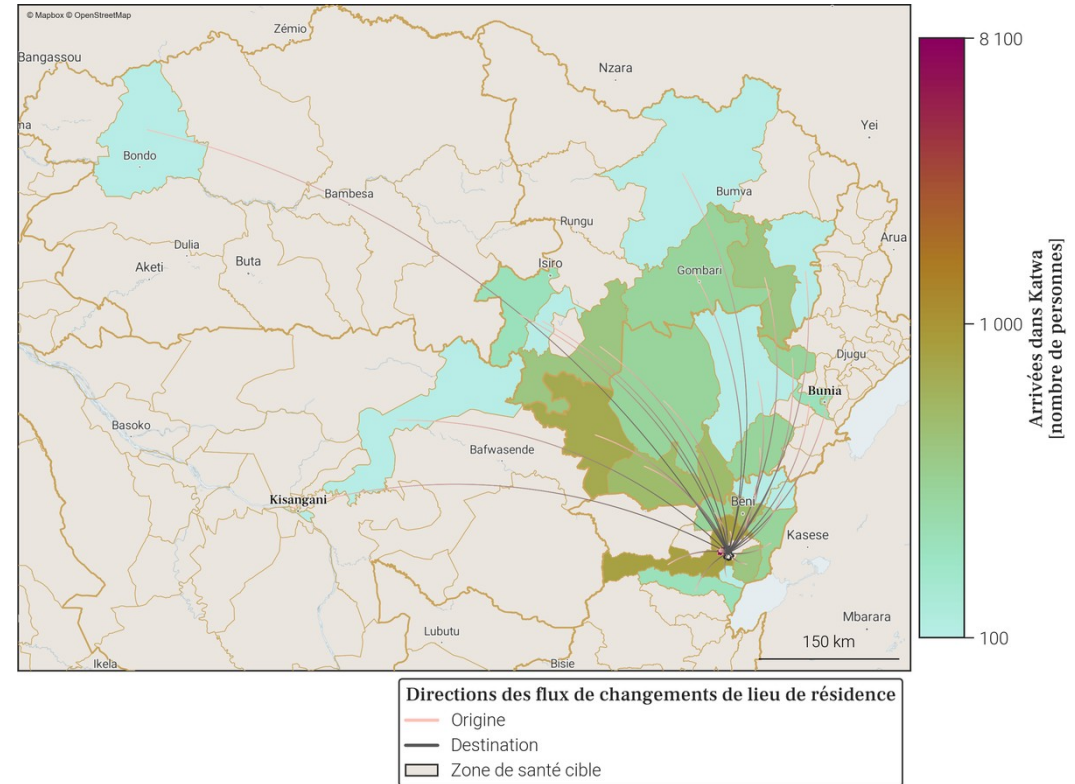 © Mapbox © OpenStreetMap
Zémio
Bangassou
Nzara
na
Yei
Bondo
Bambesa
Bumva
Rungu
Arua
Dulia
Buta
Aketi
Isiro
Gombari
Djugu
Bunia
Basoko
Bafwasende
Kisangani
Beni
Kasese
Mbarara
Lubutu
Ikela
Bisie
150 km
8 100
1 000
100
Arrivées dans Katwa
[nombre de personnes]
Directions des flux de changements de lieu de résidence
Origine
Destination
Zone de santé cible